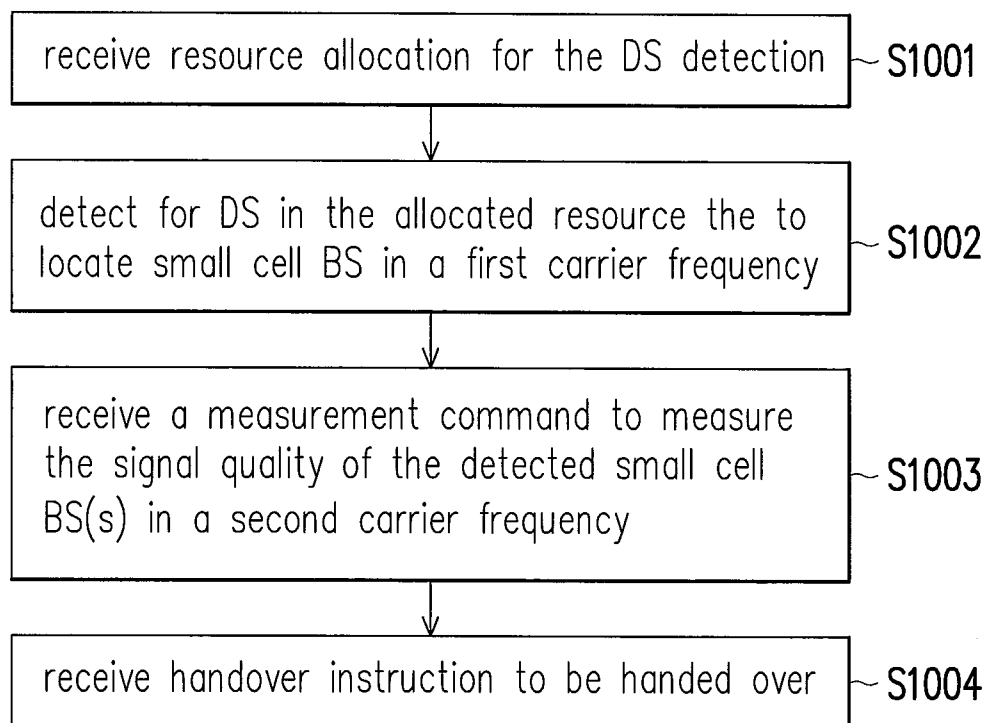 receive resource allocation for the DS detection
S1001
detect for DS in the allocated resource the to
locate small cell BS in a first carrier frequency
S1002
receive a measurement command to measure
the signal quality of the detected small cell
BS(s) in a second carrier frequency
S1003
receive handover instruction to be handed over
S1004